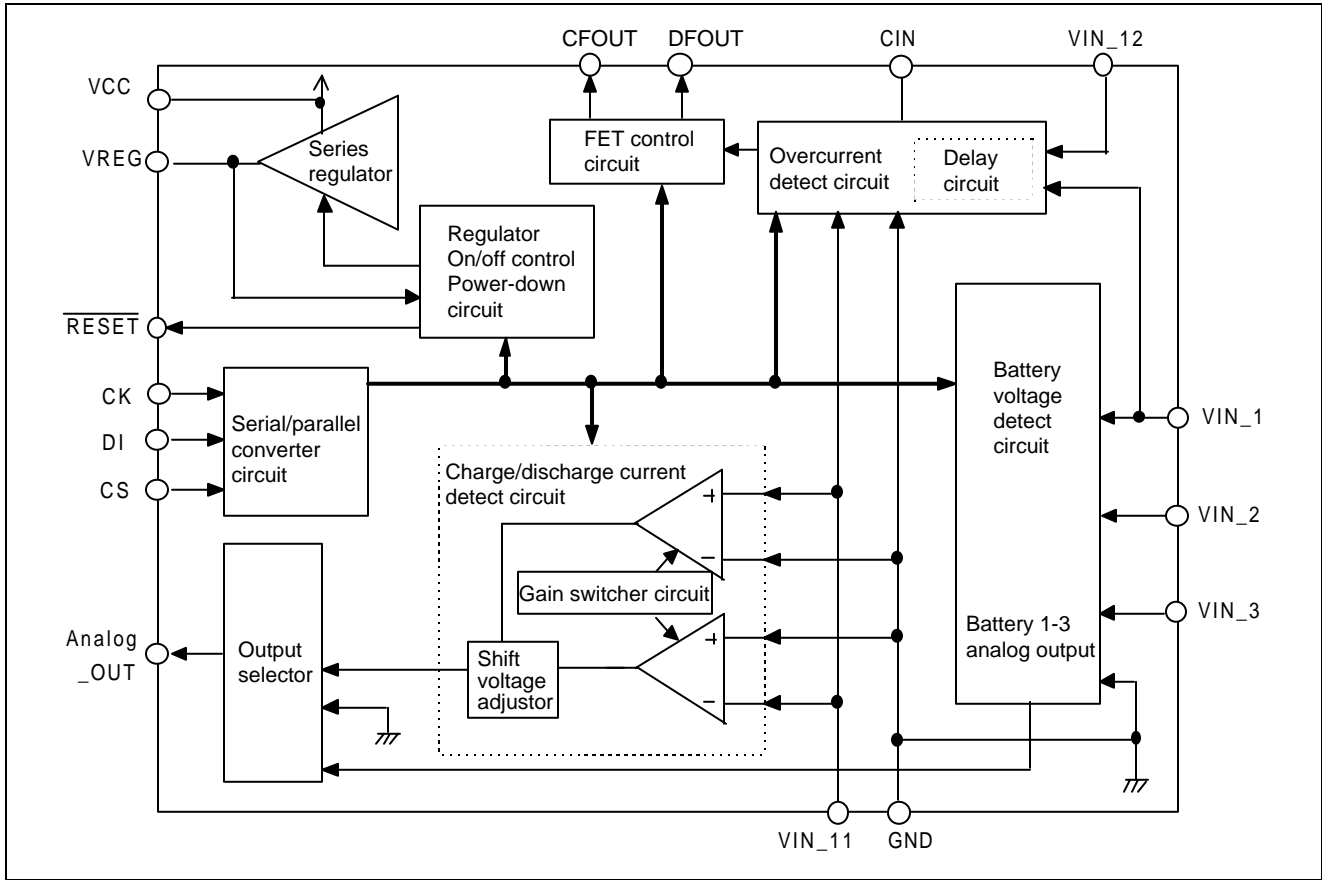 CFOUT DFOUT CIN VIN_12
VCC
VREG
Series
regulator
FET control
circuit
Overcurrent
detect circuit
Delay
circuit
Regulator
On/off control
Power-down
circuit
RESET
CK
DI
CS
Serial/parallel
converter
circuit
Battery
voltage
detect
circuit
Battery 1-3
analog output
VIN_1
VIN_2
VIN_3
Charge/discharge current
detect circuit
+
−
Gain switcher circuit
+
−
Shift
voltage
adjustor
Output
selector
Analog
_OUT
VIN_11 GND